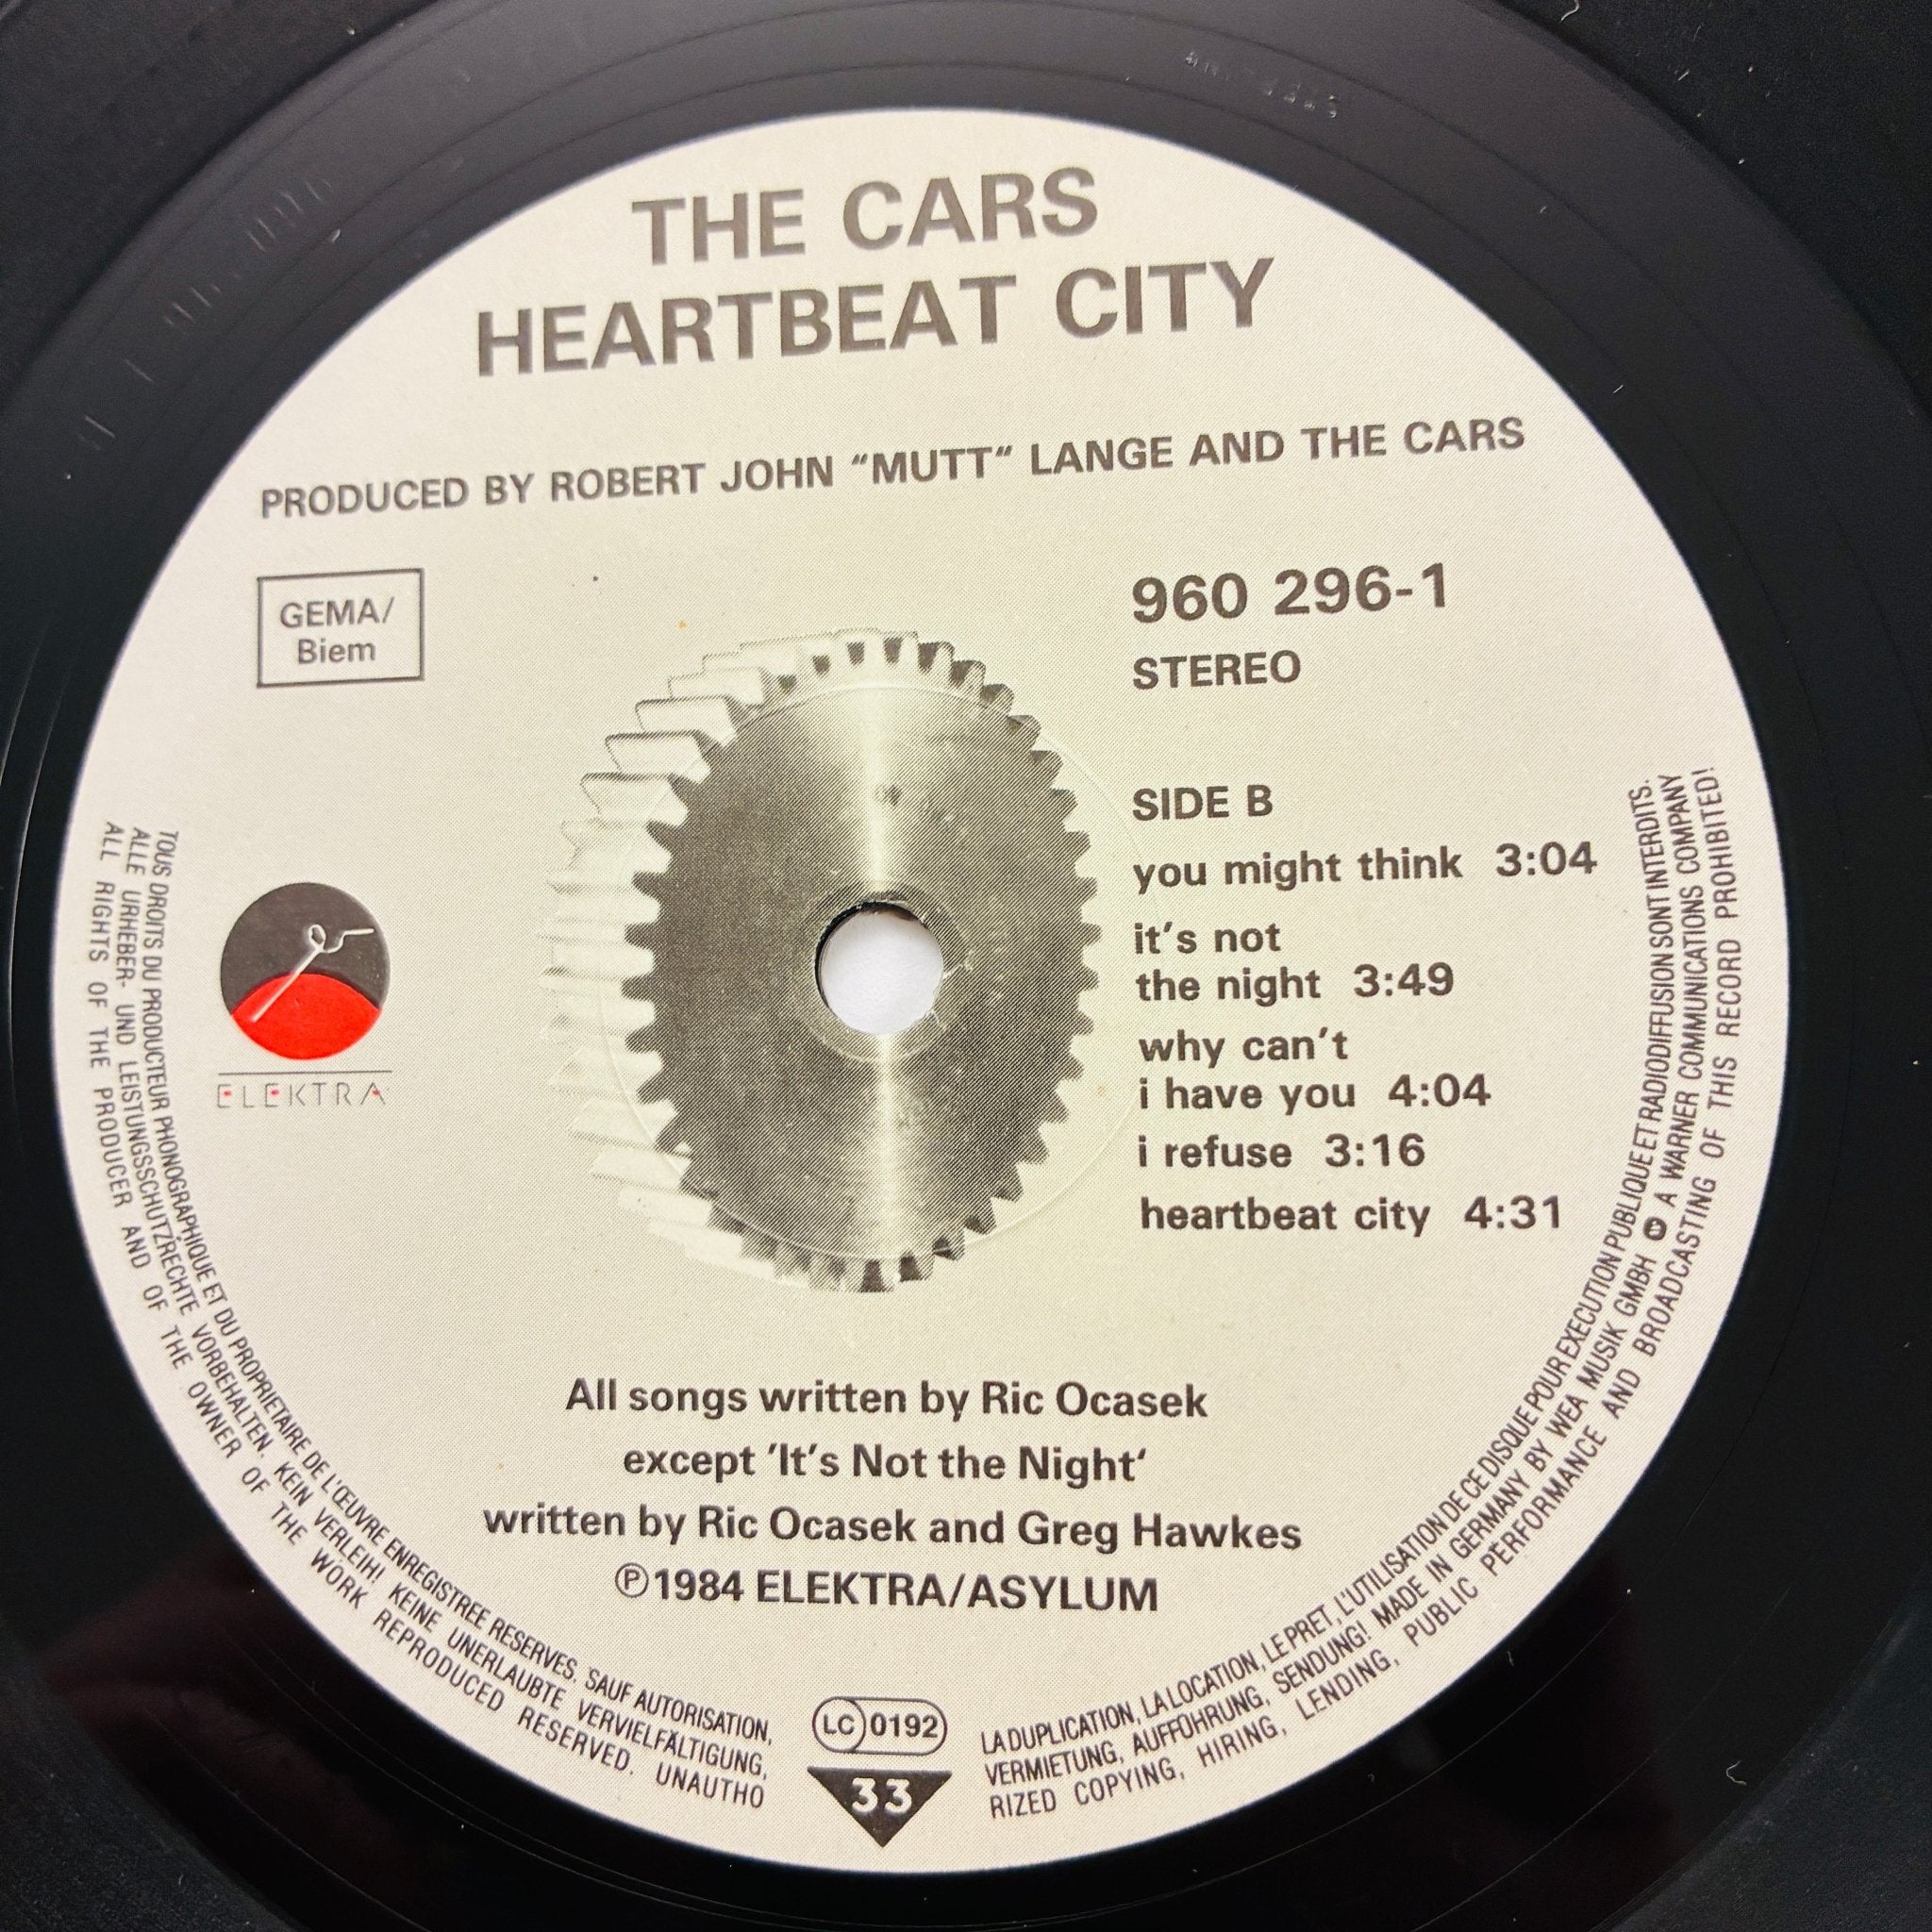 THE CARS
HEARTBEAT CITY
PRODUCED BY ROBERT JOHN "MUTT" LANGE AND THE CARS
GEMA/
Biem
960 296-1
STEREO
SIDE B
you might think 3:04
it's not
the night 3:49
why can't
i have you 4:04
i refuse 3:16
heartbeat city 4:31
ELEKTRA
All songs written by Ric Ocasek
except 'It's Not the Night'
written by Ric Ocasek and Greg Hawkes
℗1984 ELEKTRA/ASYLUM
TOUS DROITS DU PRODUCTEUR PHONOGRAPHIQUE ET DU PROPRIETAIRE DE L'ŒUVRE ENREGISTREE RESERVES. SAUF AUTORISATION,
LA DUPLICATION, LA LOCATION, LE PRET, L'UTILISATION DE CE DISQUE POUR EXECUTION PUBLIQUE ET RADIODIFFUSION SONT INTERDITS.
ALLE URHEBER- UND LEISTUNGSSCHUTZRECHTE VORBEHALTEN. KEIN VERLEIH! KEINE UNERLAUBTE VERVIELFÄLTIGUNG,
VERMIETUNG, AUFFÜHRUNG, SENDUNG! MADE IN GERMANY BY WEA MUSIK GMBH A WARNER COMMUNICATIONS COMPANY
ALL RIGHTS OF THE PRODUCER AND OF THE OWNER OF THE WORK REPRODUCED RESERVED. UNAUTHO
RIZED COPYING, HIRING, LENDING, PUBLIC PERFORMANCE AND BROADCASTING OF THIS RECORD PROHIBITED!
LC 0192
33